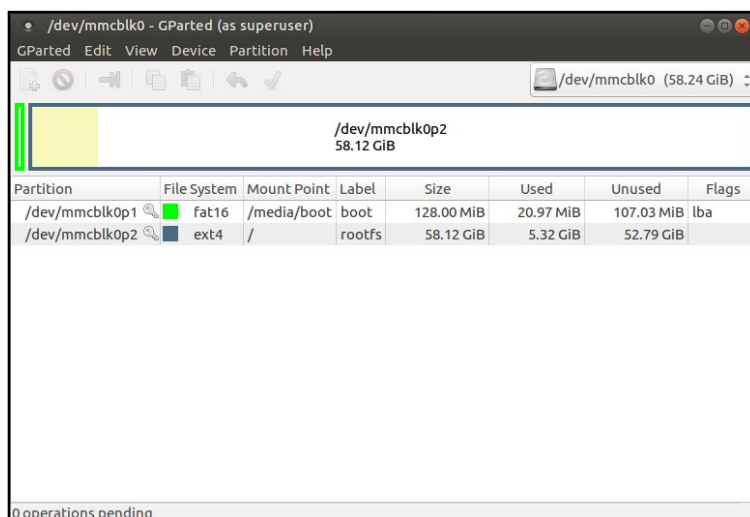 /dev/mmcblk0 - GParted (as superuser)
GParted Edit View Device Partition Help
/dev/mmcblk0 (58.24 GiB)
/dev/mmcblk0p2
58.12 GiB
Partition File System Mount Point Label Size Used Unused Flags
/dev/mmcblk0p1 fat16 /media/boot boot 128.00 MiB 20.97 MiB 107.03 MiB lba
/dev/mmcblk0p2 ext4 / rootfs 58.12 GiB 5.32 GiB 52.79 GiB
0 operations pending